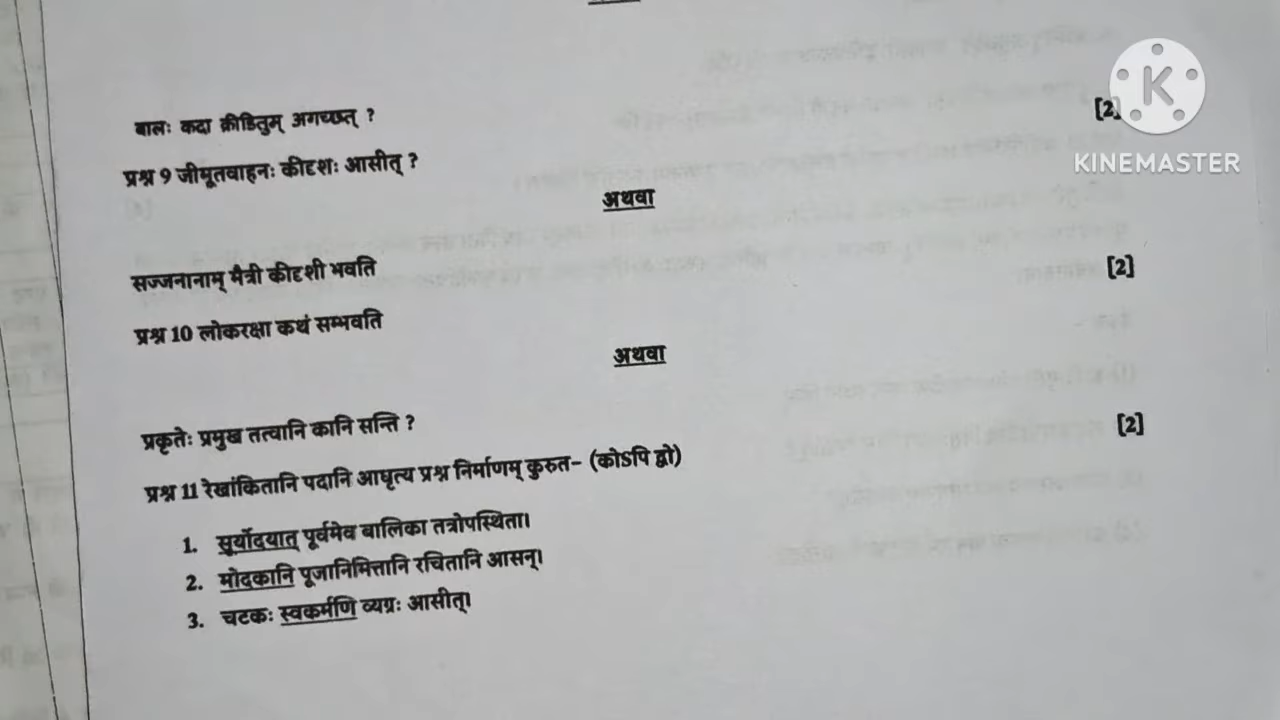 बालः कदा क्रीडितुम् अगच्छत् ? [2]
KINEMASTER
प्रश्न 9 जीमूतवाहनः कीदृशः आसीत् ?
अथवा
सज्जनानाम् मैत्री कीदृशी भवति [2]
प्रश्न 10 लोकरक्षा कथं सम्भवति
अथवा
प्रकृतेः प्रमुख तत्वानि कानि सन्ति ? [2]
प्रश्न 11 रेखांकितानि पदानि आधृत्य प्रश्न निर्माणम् कुरुत- (कोऽपि द्वो)
1. सूर्योदयात् पूर्वमेव बालिका तत्रोपस्थिता।
2. मोदकानि पूजानिमित्तानि रचितानि आसन्।
3. चटकः स्वकर्मणि व्यग्रः आसीत्।